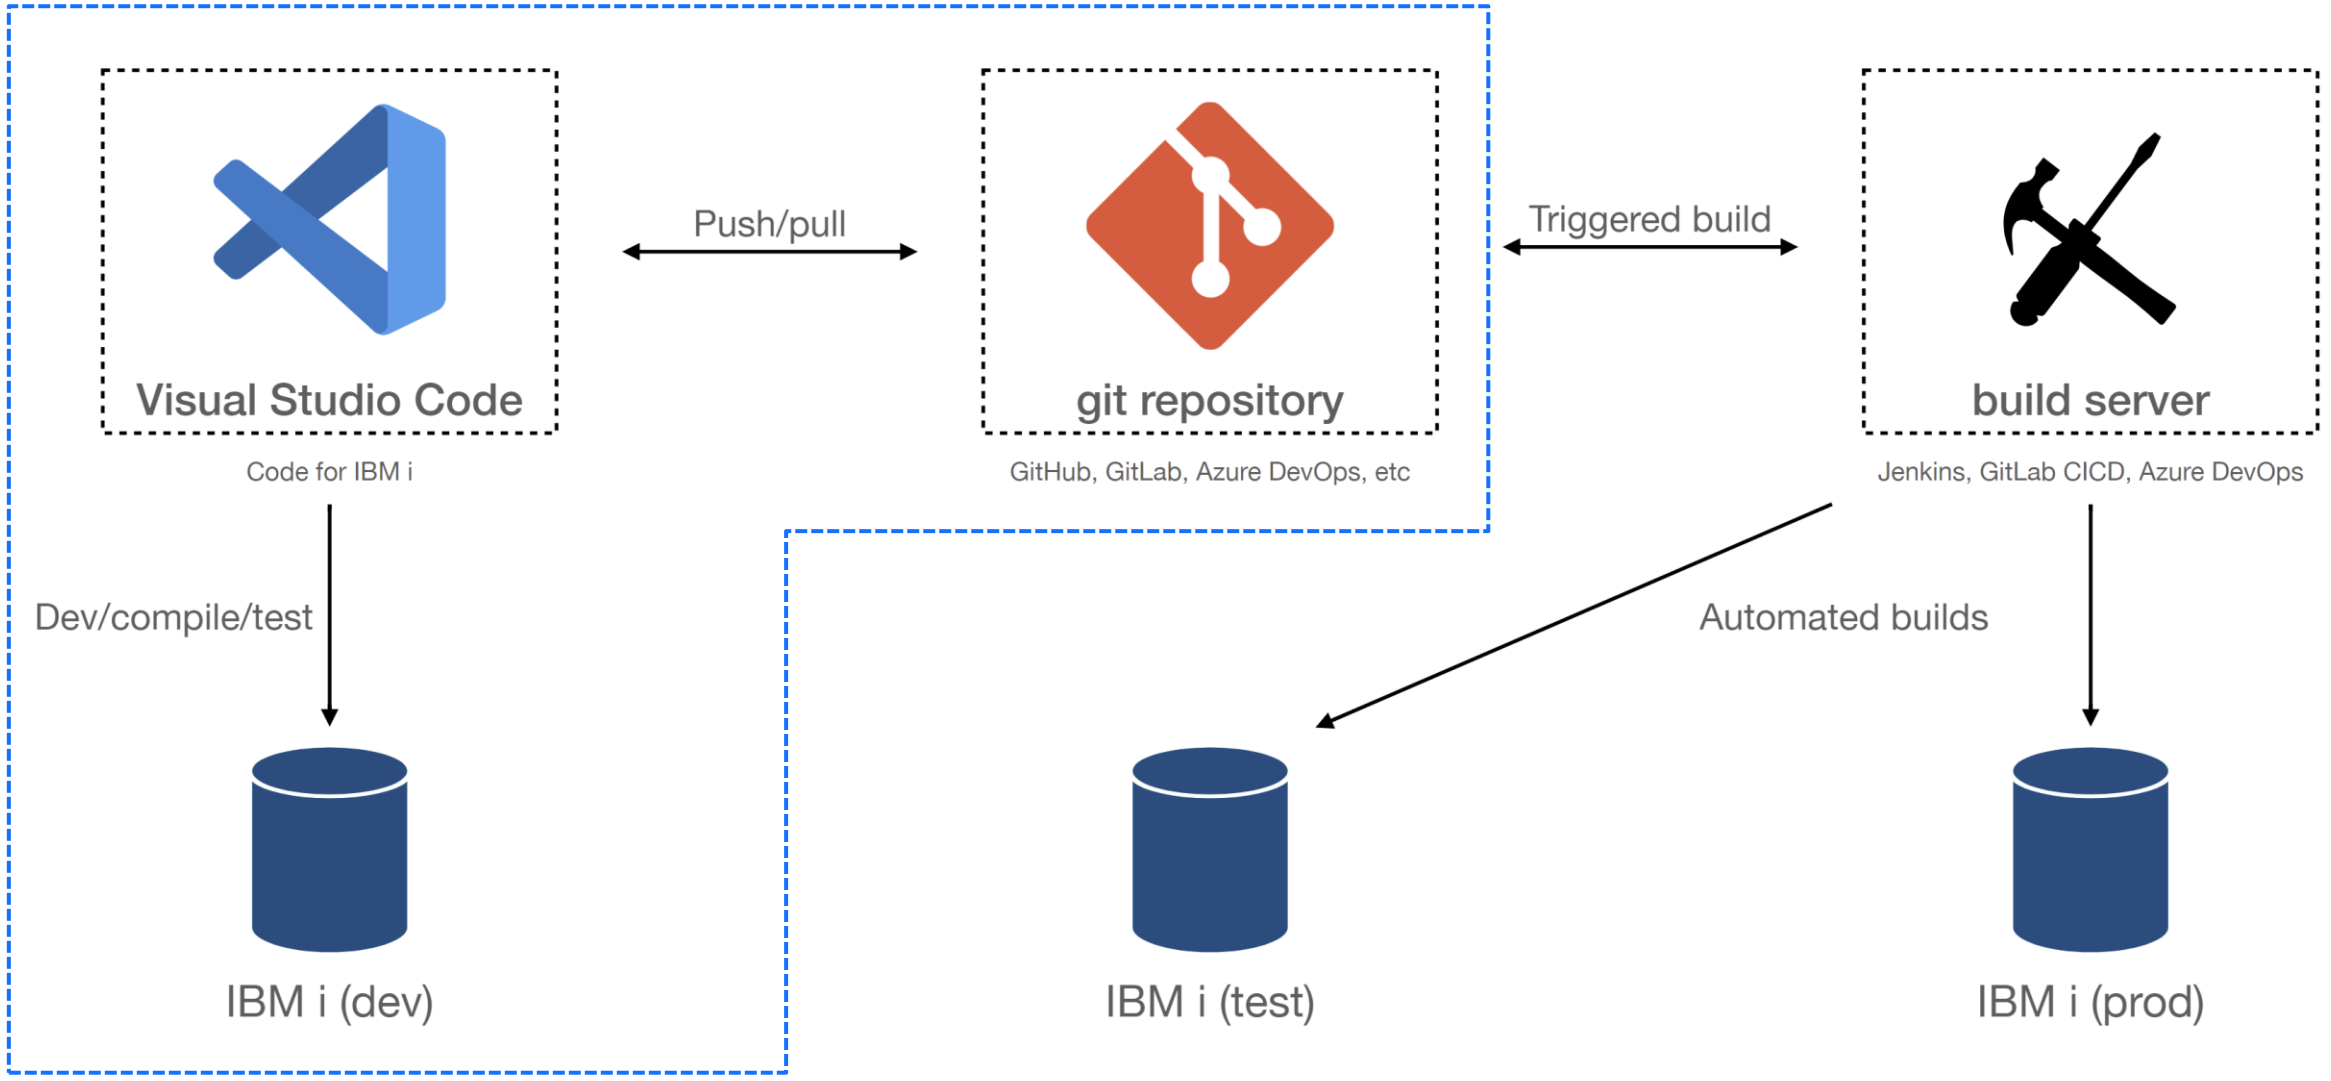 Push/pull
Triggered build
Visual Studio Code
git repository
build server
Code for IBM i
GitHub, GitLab, Azure DevOps, etc
Jenkins, GitLab CICD, Azure DevOps
Dev/compile/test
Automated builds
IBM i (dev)
IBM i (test)
IBM i (prod)